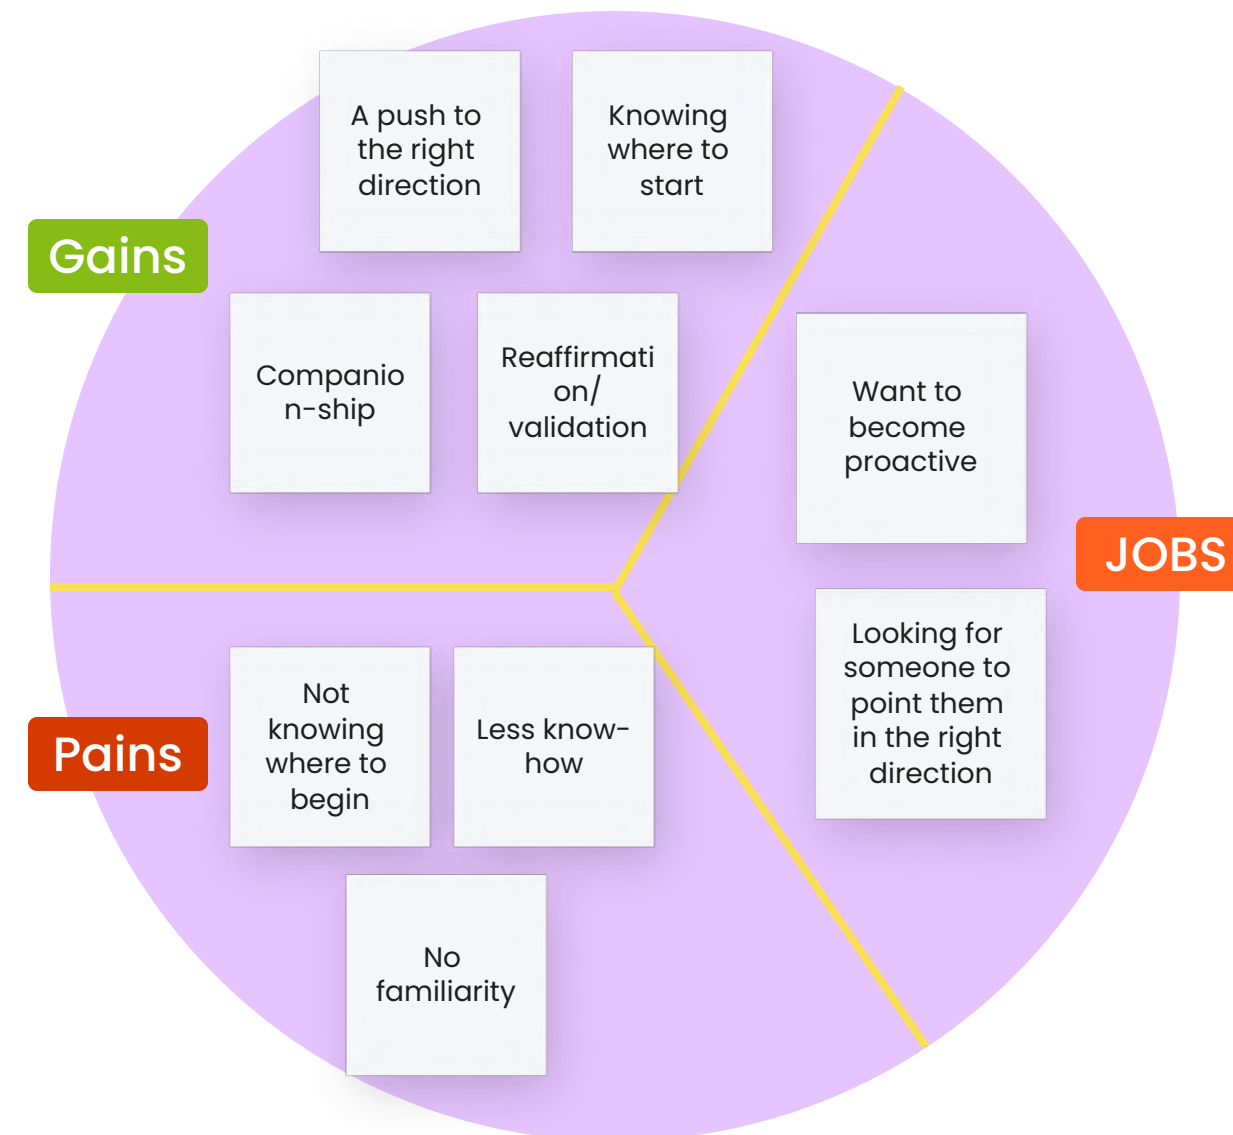 A push to
the right
direction
Knowing
where to
start
Gains
Companio
n-ship
Reaffirmati
on/
validation
Want to
become
proactive
JOBS
Looking for
someone to
point them
in the right
direction
Pains
Not
knowing
where to
begin
Less know-
how
No
familiarity